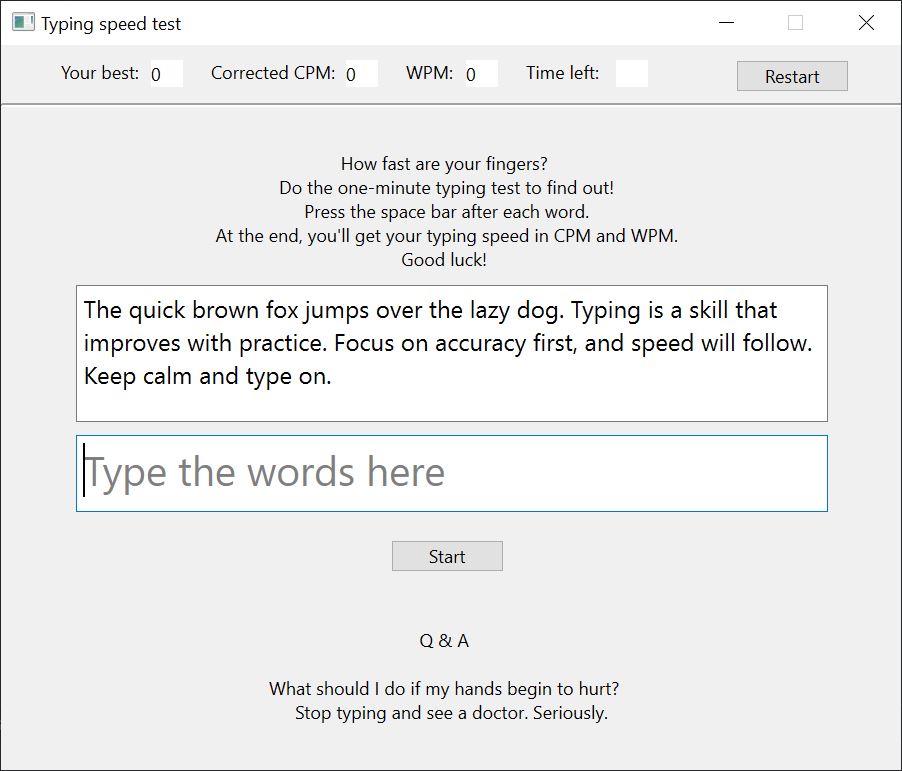 Typing speed test
Your best: 0 Corrected CPM: 0 WPM: 0 Time left: Restart
How fast are your fingers?
Do the one-minute typing test to find out!
Press the space bar after each word.
At the end, you'll get your typing speed in CPM and WPM.
Good luck!
The quick brown fox jumps over the lazy dog. Typing is a skill that
improves with practice. Focus on accuracy first, and speed will follow.
Keep calm and type on.
Type the words here
Start
Q & A
What should I do if my hands begin to hurt?
Stop typing and see a doctor. Seriously.